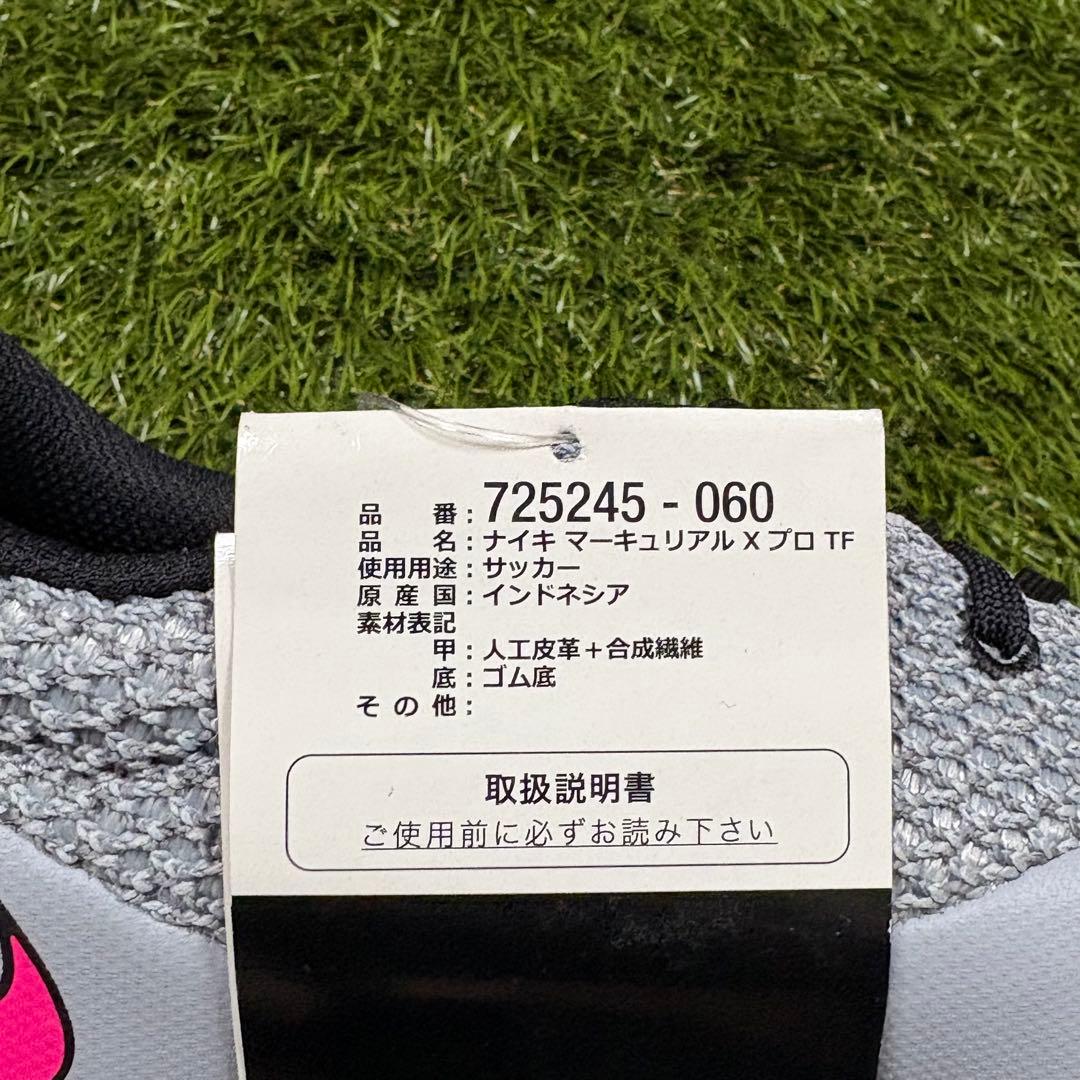 品　番：725245 - 060
品　名：ナイキ マーキュリアル X プロ TF
使用用途：サッカー
原産国：インドネシア
素材表記
甲：人工皮革＋合成繊維
底：ゴム底
その他：
取扱説明書
ご使用前に必ずお読み下さい